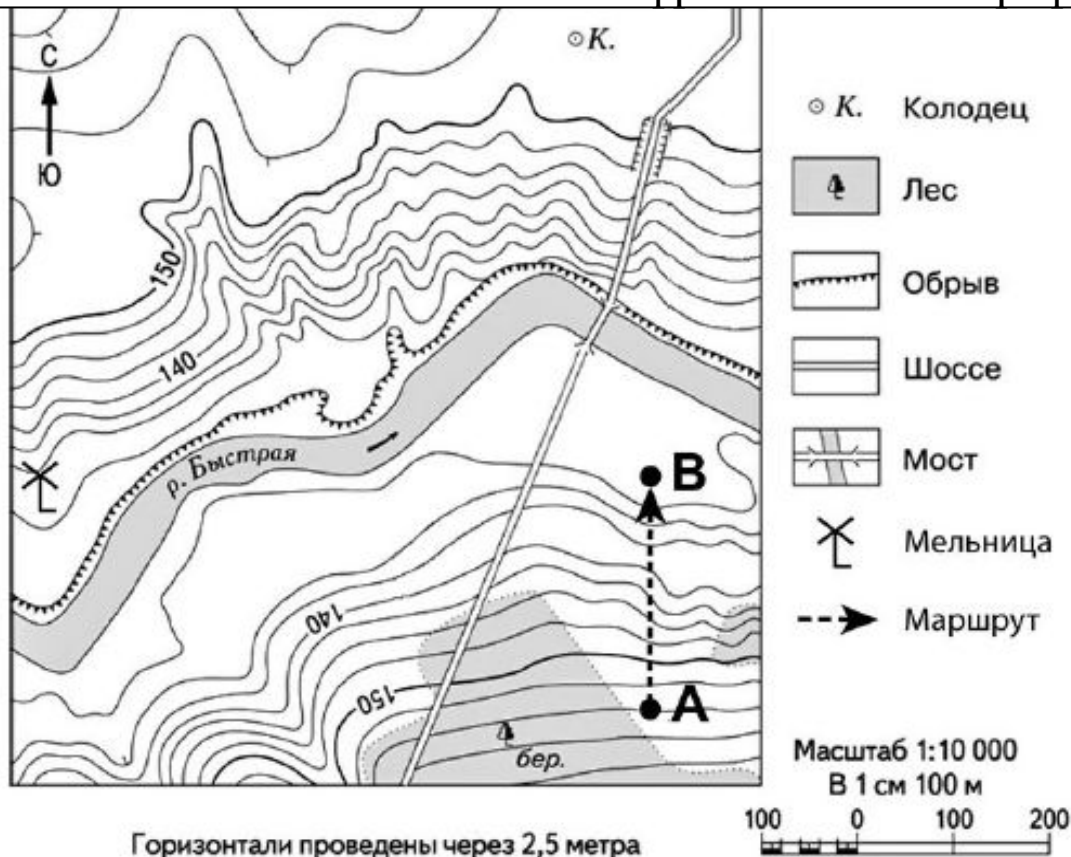 С
Ю
К.
150
140
р. Быстрая
В
140
150
А
бер.
К. Колодец
Лес
Обрыв
Шоссе
Мост
Мельница
Маршрут
Масштаб 1:10 000
В 1 см 100 м
100 0 100 200
Горизонтали проведены через 2,5 метра